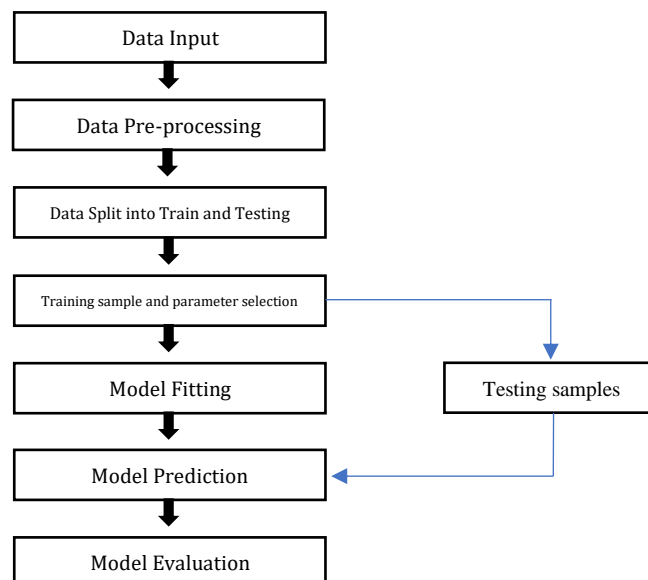 Data Input
Data Pre-processing
Data Split into Train and Testing
Training sample and parameter selection
Model Fitting
Testing samples
Model Prediction
Model Evaluation